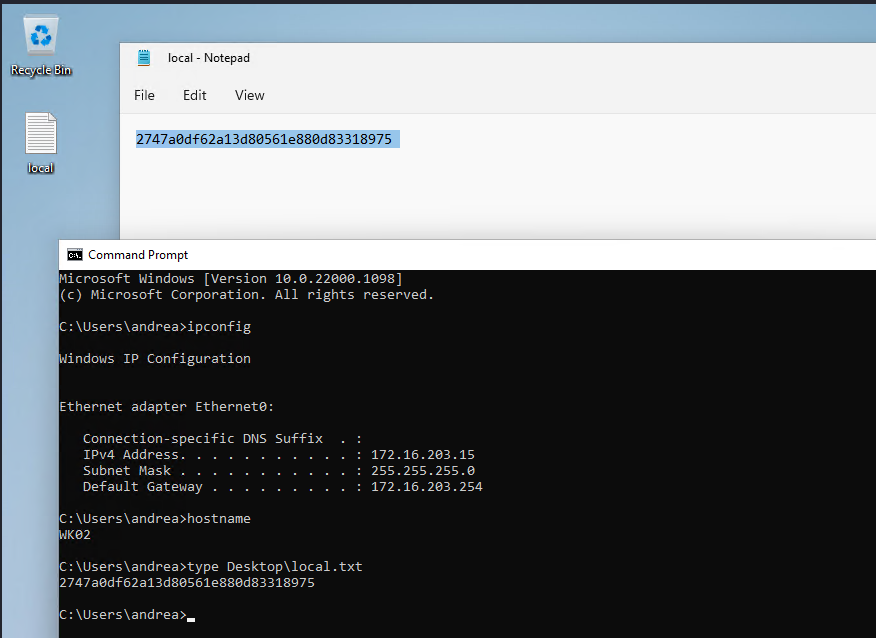 Recycle Bin
local
local - Notepad
File Edit View
2747a0df62a13d80561e880d83318975
Command Prompt
Microsoft Windows [Version 10.0.22000.1098]
(c) Microsoft Corporation. All rights reserved.
C:\Users\andrea>ipconfig
Windows IP Configuration
Ethernet adapter Ethernet0:
Connection-specific DNS Suffix  . :
IPv4 Address. . . . . . . . . . . : 172.16.203.15
Subnet Mask . . . . . . . . . . . : 255.255.255.0
Default Gateway . . . . . . . . . : 172.16.203.254
C:\Users\andrea>hostname
WK02
C:\Users\andrea>type Desktop\local.txt
2747a0df62a13d80561e880d83318975
C:\Users\andrea>